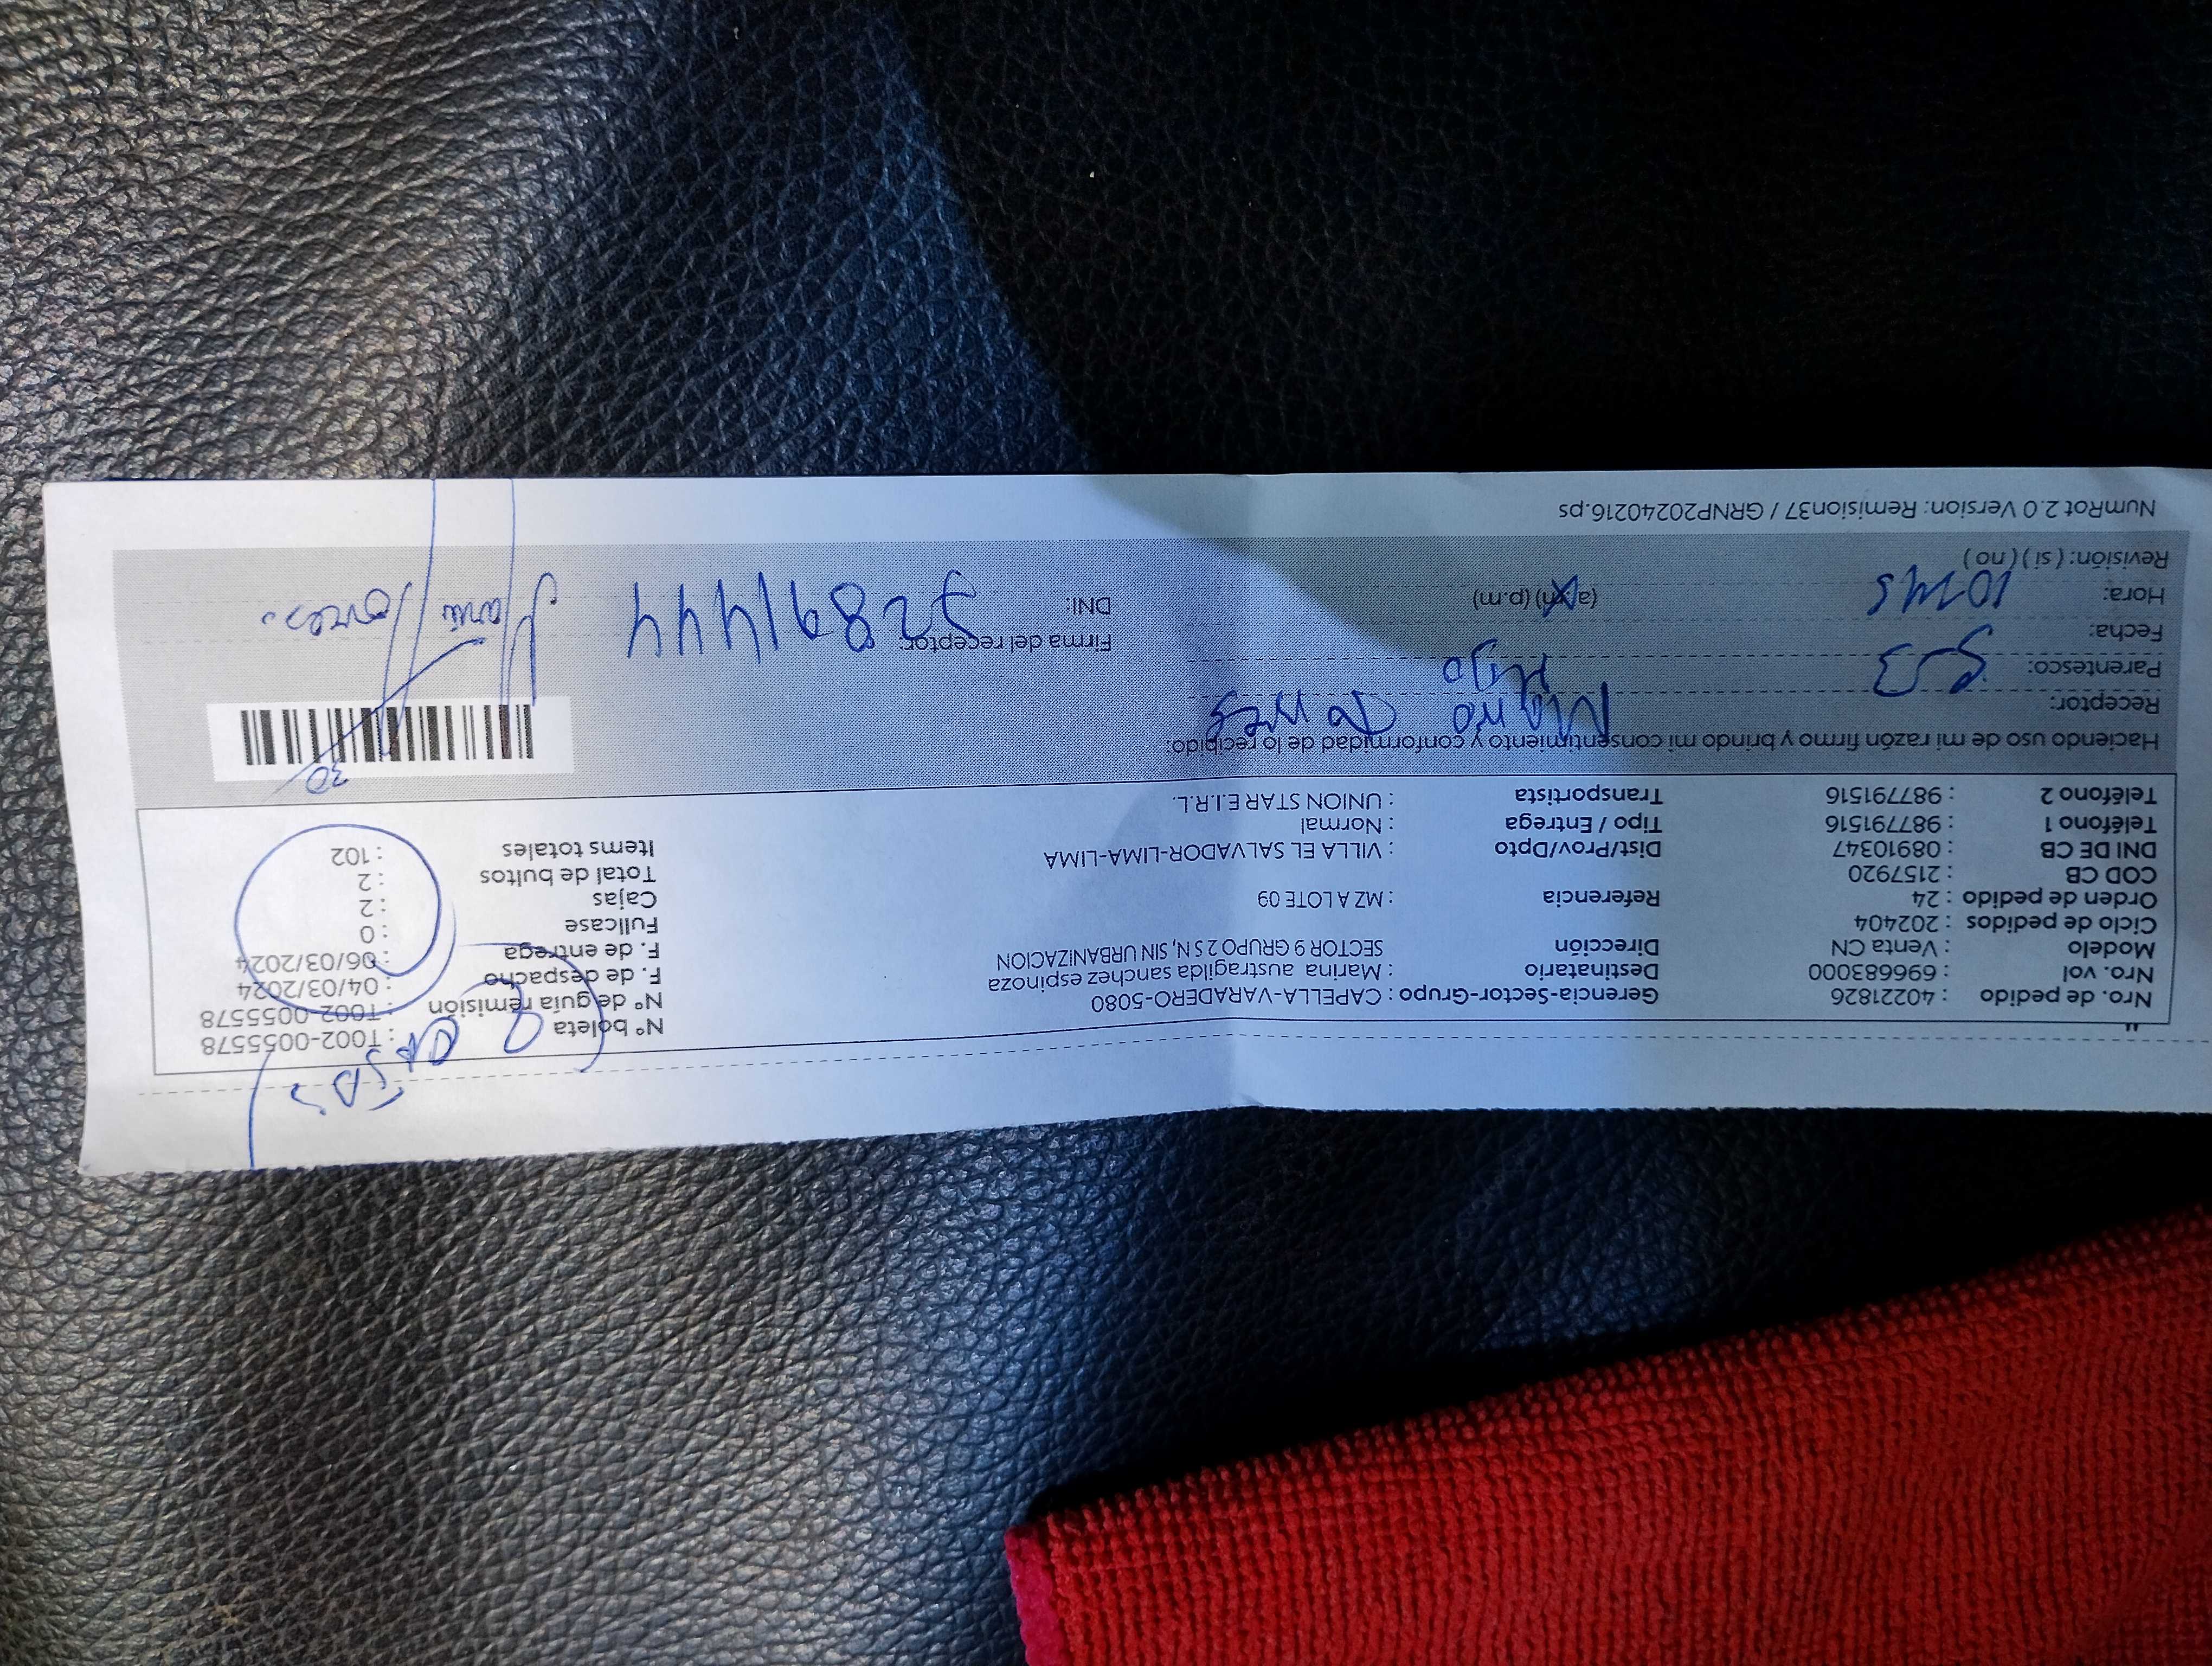 Nro. de pedido : 40221826
Nro. vol : 696683000
Modelo : Venta CN
Ciclo de pedidos : 202404
Orden de pedido : 24
COD CB : 2157920
DNI DE CB : 08910347
Teléfono 1 : 987791516
Teléfono 2 : 987791516
Gerencia-Sector-Grupo : CAPELLA-VARADERO-5080
Destinatario : Marina austragilda sanchez espinoza
Dirección SECTOR 9 GRUPO 2 S N, SIN URBANIZACION
Referencia : MZ A LOTE 09
Dist/Prov/Dpto : VILLA EL SALVADOR-LIMA-LIMA
Tipo / Entrega : Normal
Transportista : UNION STAR E.I.R.L.
2 CAJAS
N° boleta : T002-0055578
N° de guía remisión : T002-0055578
F. de despacho : 04/03/2024
F. de entrega : 06/03/2024
Fullcase : 0
Cajas : 2
Total de bultos : 2
Items totales : 102
30
Haciendo uso de mi razón firmo y brindo mi consentimiento y conformidad de lo recibido:
Receptor: Mario Torres
Parentesco: Hijo
Fecha: 5-3
Hora: 10 (a.m) (p.m)
Revisión: ( si ) ( no )
Firma del receptor:
DNI:
Torres
NumRot 2.0 Version: Remision37 / GRNP20240216.ps